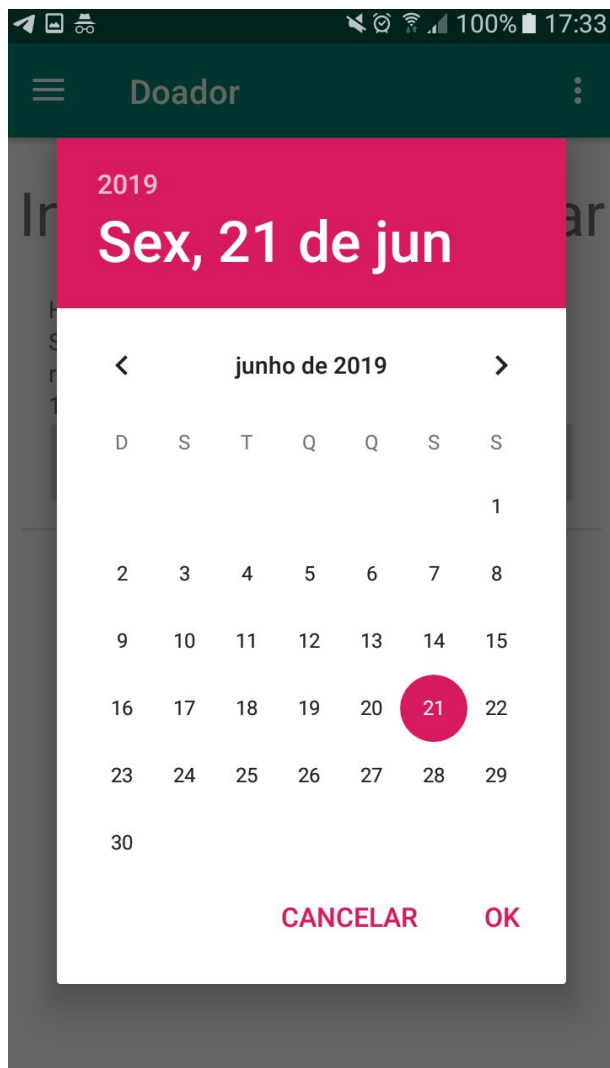 100% 17:33
Doador
2019
Sex, 21 de jun
junho de 2019
D S T Q Q S S
1
2 3 4 5 6 7 8
9 10 11 12 13 14 15
16 17 18 19 20 21 22
23 24 25 26 27 28 29
30
CANCELAR OK